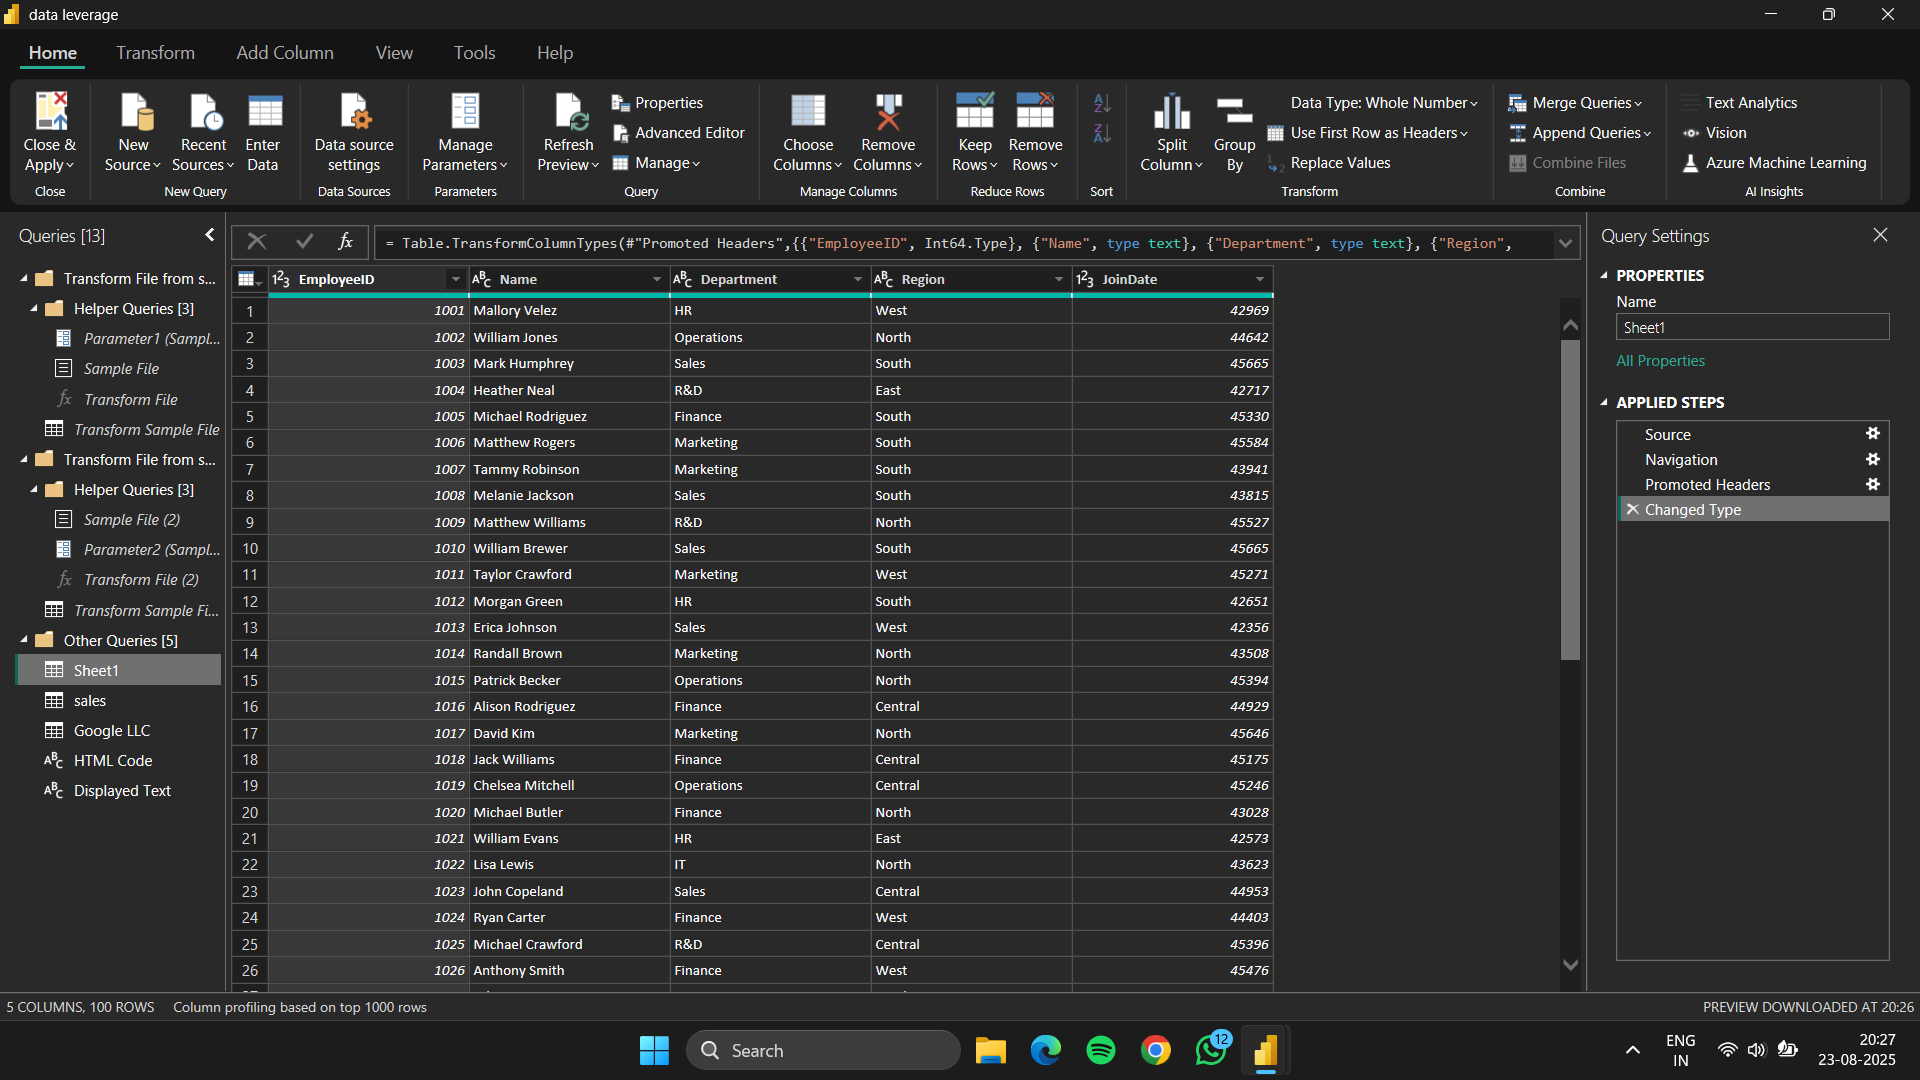 data leverage
Home Transform Add Column View Tools Help
Close & Apply
Close
New Source
Recent Sources
Enter Data
New Query
Data source settings
Data Sources
Manage Parameters
Parameters
Refresh Preview
Properties
Advanced Editor
Manage
Query
Choose Columns
Remove Columns
Manage Columns
Keep Rows
Remove Rows
Reduce Rows
Sort
Split Column
Group By
Data Type: Whole Number
Use First Row as Headers
Replace Values
Transform
Merge Queries
Append Queries
Combine Files
Combine
Text Analytics
Vision
Azure Machine Learning
AI Insights
Queries [13]
Transform File from s...
Helper Queries [3]
Parameter1 (Sampl...
Sample File
Transform File
Transform Sample File
Transform File from s...
Helper Queries [3]
Sample File (2)
Parameter2 (Sampl...
Transform File (2)
Transform Sample Fi...
Other Queries [5]
Sheet1
sales
Google LLC
HTML Code
Displayed Text
fx = Table.TransformColumnTypes(#"Promoted Headers",{{"EmployeeID", Int64.Type}, {"Name", type text}, {"Department", type text}, {"Region",
EmployeeID Name Department Region JoinDate
1 1001 Mallory Velez HR West 42969
2 1002 William Jones Operations North 44642
3 1003 Mark Humphrey Sales South 45665
4 1004 Heather Neal R&D East 42717
5 1005 Michael Rodriguez Finance South 45330
6 1006 Matthew Rogers Marketing South 45584
7 1007 Tammy Robinson Marketing South 43941
8 1008 Melanie Jackson Sales South 43815
9 1009 Matthew Williams R&D North 45527
10 1010 William Brewer Sales South 45665
11 1011 Taylor Crawford Marketing West 45271
12 1012 Morgan Green HR South 42651
13 1013 Erica Johnson Sales West 42356
14 1014 Randall Brown Marketing North 43508
15 1015 Patrick Becker Operations North 45394
16 1016 Alison Rodriguez Finance Central 44929
17 1017 David Kim Marketing North 45646
18 1018 Jack Williams Finance Central 45175
19 1019 Chelsea Mitchell Operations Central 45246
20 1020 Michael Butler Finance North 43028
21 1021 William Evans HR East 42573
22 1022 Lisa Lewis IT North 43623
23 1023 John Copeland Sales Central 44953
24 1024 Ryan Carter Finance West 44403
25 1025 Michael Crawford R&D Central 45396
26 1026 Anthony Smith Finance West 45476
Query Settings
PROPERTIES
Name
Sheet1
All Properties
APPLIED STEPS
Source
Navigation
Promoted Headers
Changed Type
5 COLUMNS, 100 ROWS Column profiling based on top 1000 rows
PREVIEW DOWNLOADED AT 20:26
Search
12
ENG
IN
20:27
23-08-2025